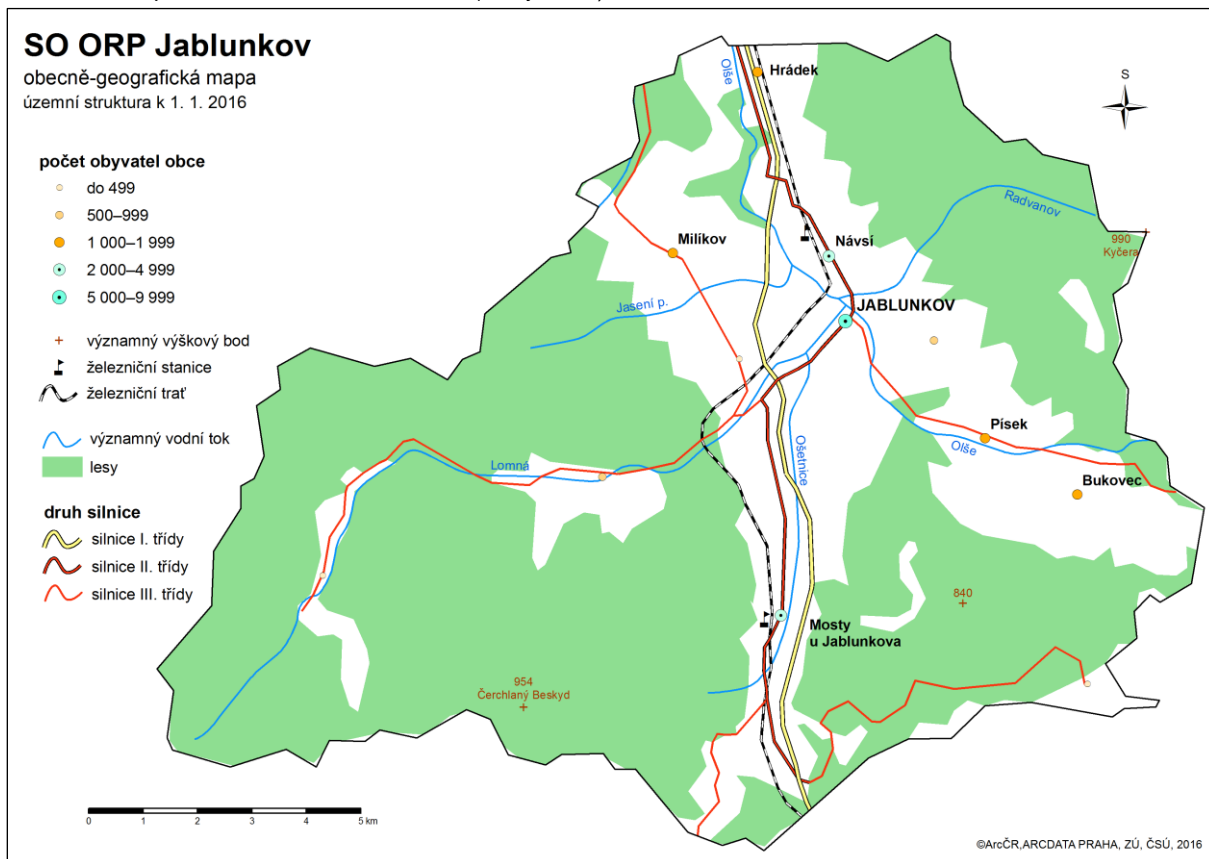 SO ORP Jablunkov
obecně-geografická mapa
územní struktura k 1. 1. 2016
počet obyvatel obce
do 499
500–999
1 000–1 999
2 000–4 999
5 000–9 999
významný výškový bod
železniční stanice
železniční trať
významný vodní tok
lesy
druh silnice
silnice I. třídy
silnice II. třídy
silnice III. třídy
S
Olše
Hrádek
Radvanov
990
Kyčera
Milíkov
Návsí
Jasení p.
JABLUNKOV
Písek
Olše
Ošetnice
Lomná
Bukovec
840
Mosty
u Jablunkova
954
Čerchlaný Beskyd
0 1 2 3 4 5 km
©ArcČR,ARCDATA PRAHA, ZÚ, ČSÚ, 2016